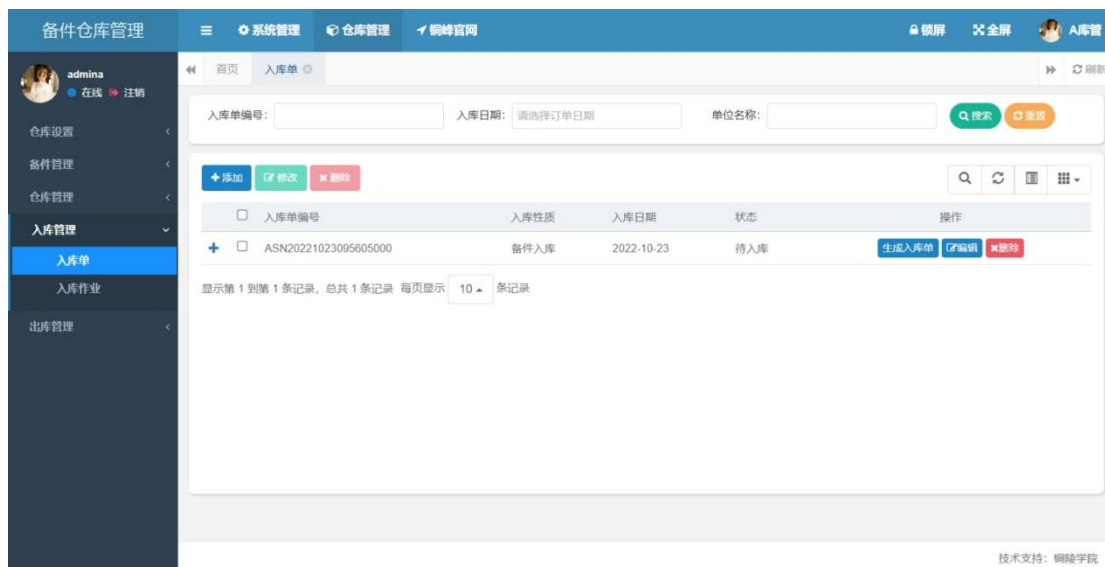 备件仓库管理 系统管理 仓库管理 铜峰官网 锁屏 全屏 A库管
admina
在线 注销
首页 入库单 刷新
入库单编号: 入库日期: 请选择订单日期 单位名称: 搜索 重置
仓库设置
备件管理
仓库管理
入库管理
入库单
入库作业
出库管理
添加 修改 删除
入库单编号 入库性质 入库日期 状态 操作
ASN20221023095605000 备件入库 2022-10-23 待入库 生成入库单 编辑 删除
显示第 1 到第 1 条记录, 总共 1 条记录 每页显示 10 条记录
技术支持: 铜陵学院